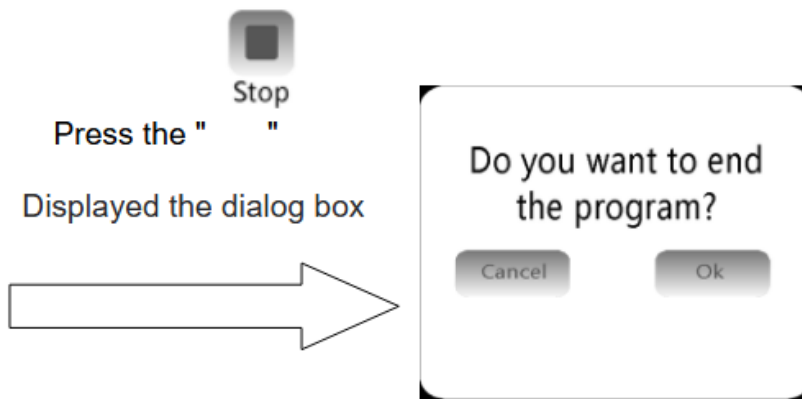 Stop
Press the "      "
Displayed the dialog box
Do you want to end
the program?
Cancel
Ok